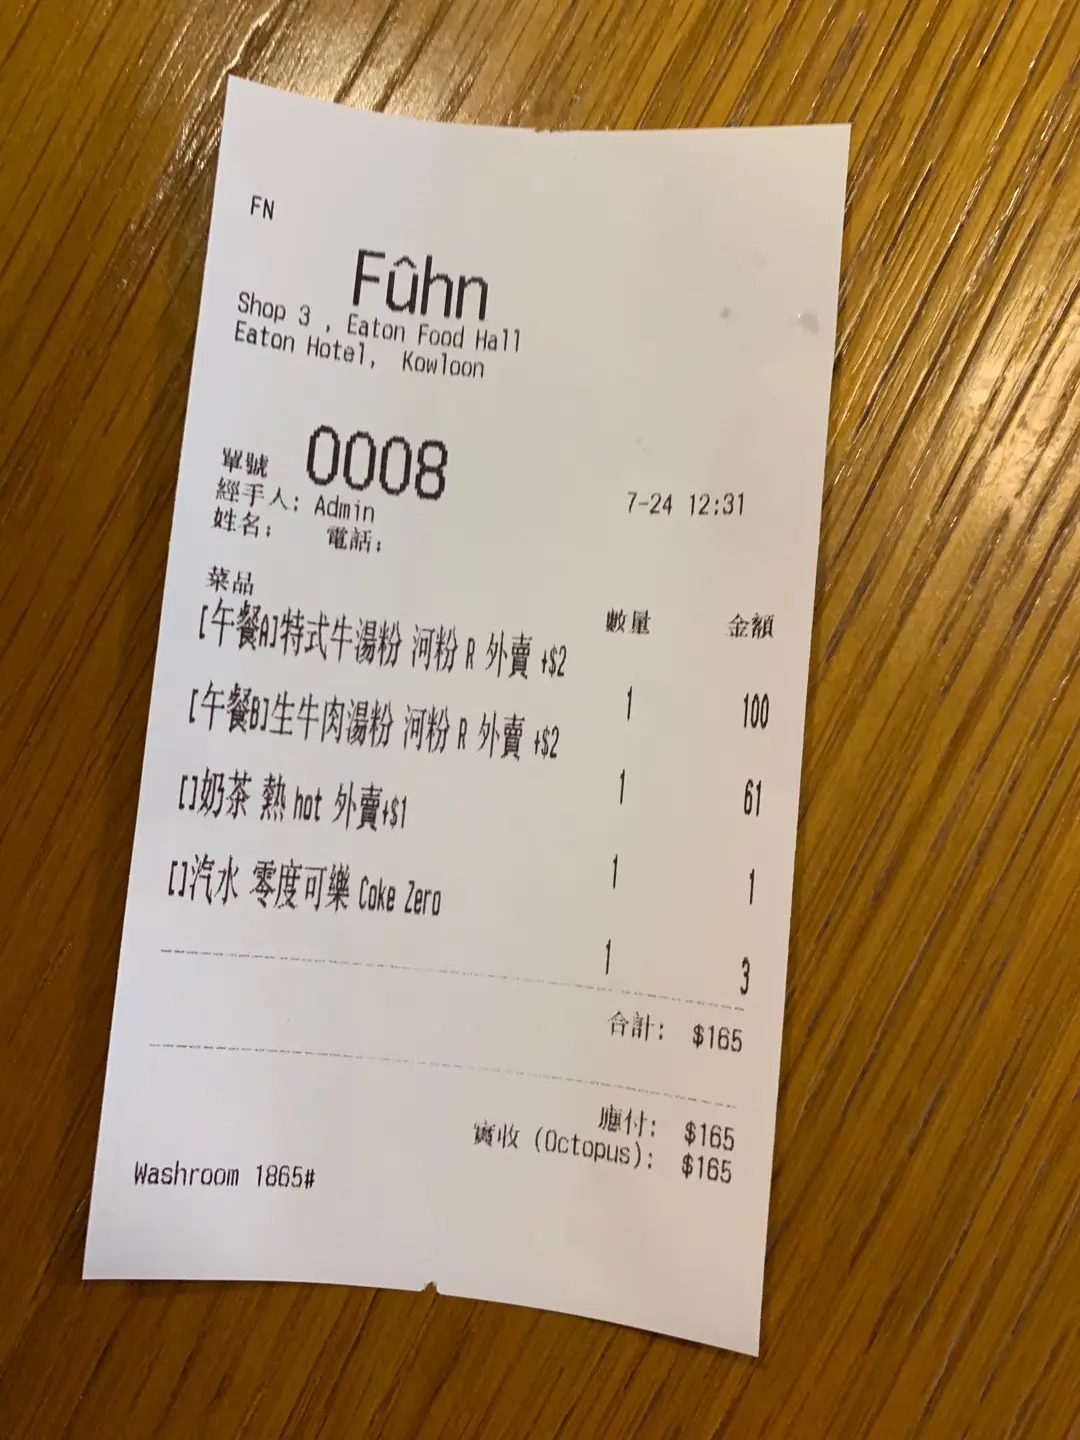 FN
Fûhn
Shop 3 , Eaton Food Hall
Eaton Hotel, Kowloon
單號 0008
經手人: Admin 7-24 12:31
姓名: 電話:
菜品 數量 金額
[午餐A]特式牛湯粉 河粉 R 外賣 +$2
1 100
[午餐B]生牛肉湯粉 河粉 R 外賣 +$2
1 61
[]奶茶 熱 hot 外賣+$1
1 1
[]汽水 零度可樂 Coke Zero
1 3
合計: $165
應付: $165
實收 (Octopus): $165
Washroom 1865#